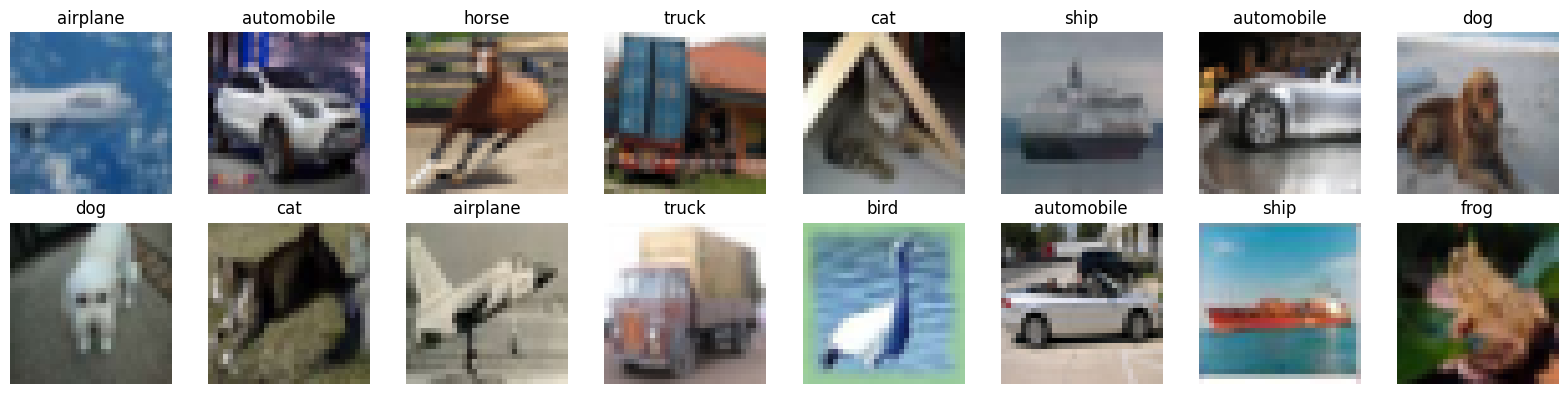 airplane automobile horse truck cat ship automobile dog
dog cat airplane truck bird automobile ship frog